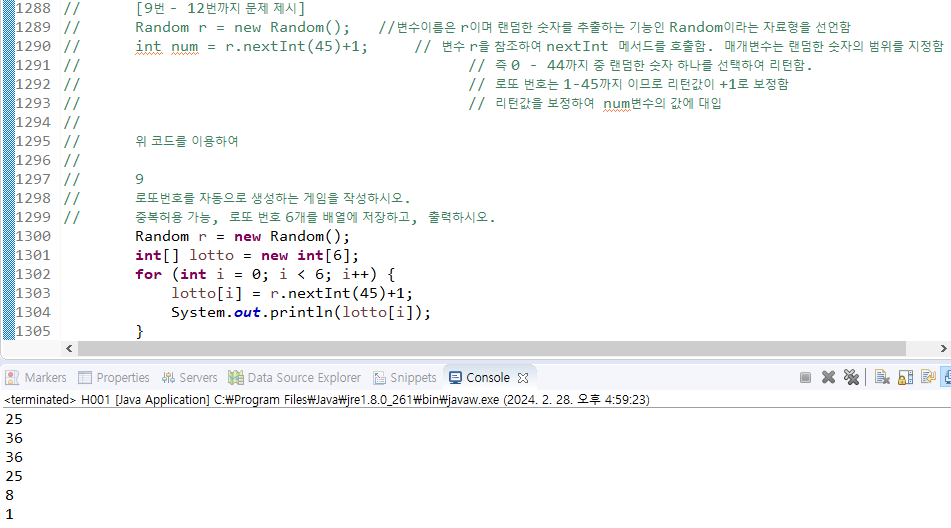 1288 // [9번 - 12번까지 문제 제시]
1289 // Random r = new Random(); //변수이름은 r이며 랜덤한 숫자를 추출하는 기능인 Random이라는 자료형을 선언함
1290 // int num = r.nextInt(45)+1; // 변수 r을 참조하여 nextInt 메서드를 호출함. 매개변수는 랜덤한 숫자의 범위를 지정함
1291 // // 즉 0 - 44까지 중 랜덤한 숫자 하나를 선택하여 리턴함.
1292 // // 로또 번호는 1-45까지 이므로 리턴값이 +1로 보정함
1293 // // 리턴값을 보정하여 num변수의 값에 대입
1294 //
1295 // 위 코드를 이용하여
1296 //
1297 // 9
1298 // 로또번호를 자동으로 생성하는 게임을 작성하시오.
1299 // 중복허용 가능, 로또 번호 6개를 배열에 저장하고, 출력하시오.
1300 Random r = new Random();
1301 int[] lotto = new int[6];
1302 for (int i = 0; i < 6; i++) {
1303 lotto[i] = r.nextInt(45)+1;
1304 System.out.println(lotto[i]);
1305 }
Markers Properties Servers Data Source Explorer Snippets Console
<terminated> H001 [Java Application] C:₩Program Files₩Java₩jre1.8.0_261₩bin₩javaw.exe (2024. 2. 28. 오후 4:59:23)
25
36
36
25
8
1